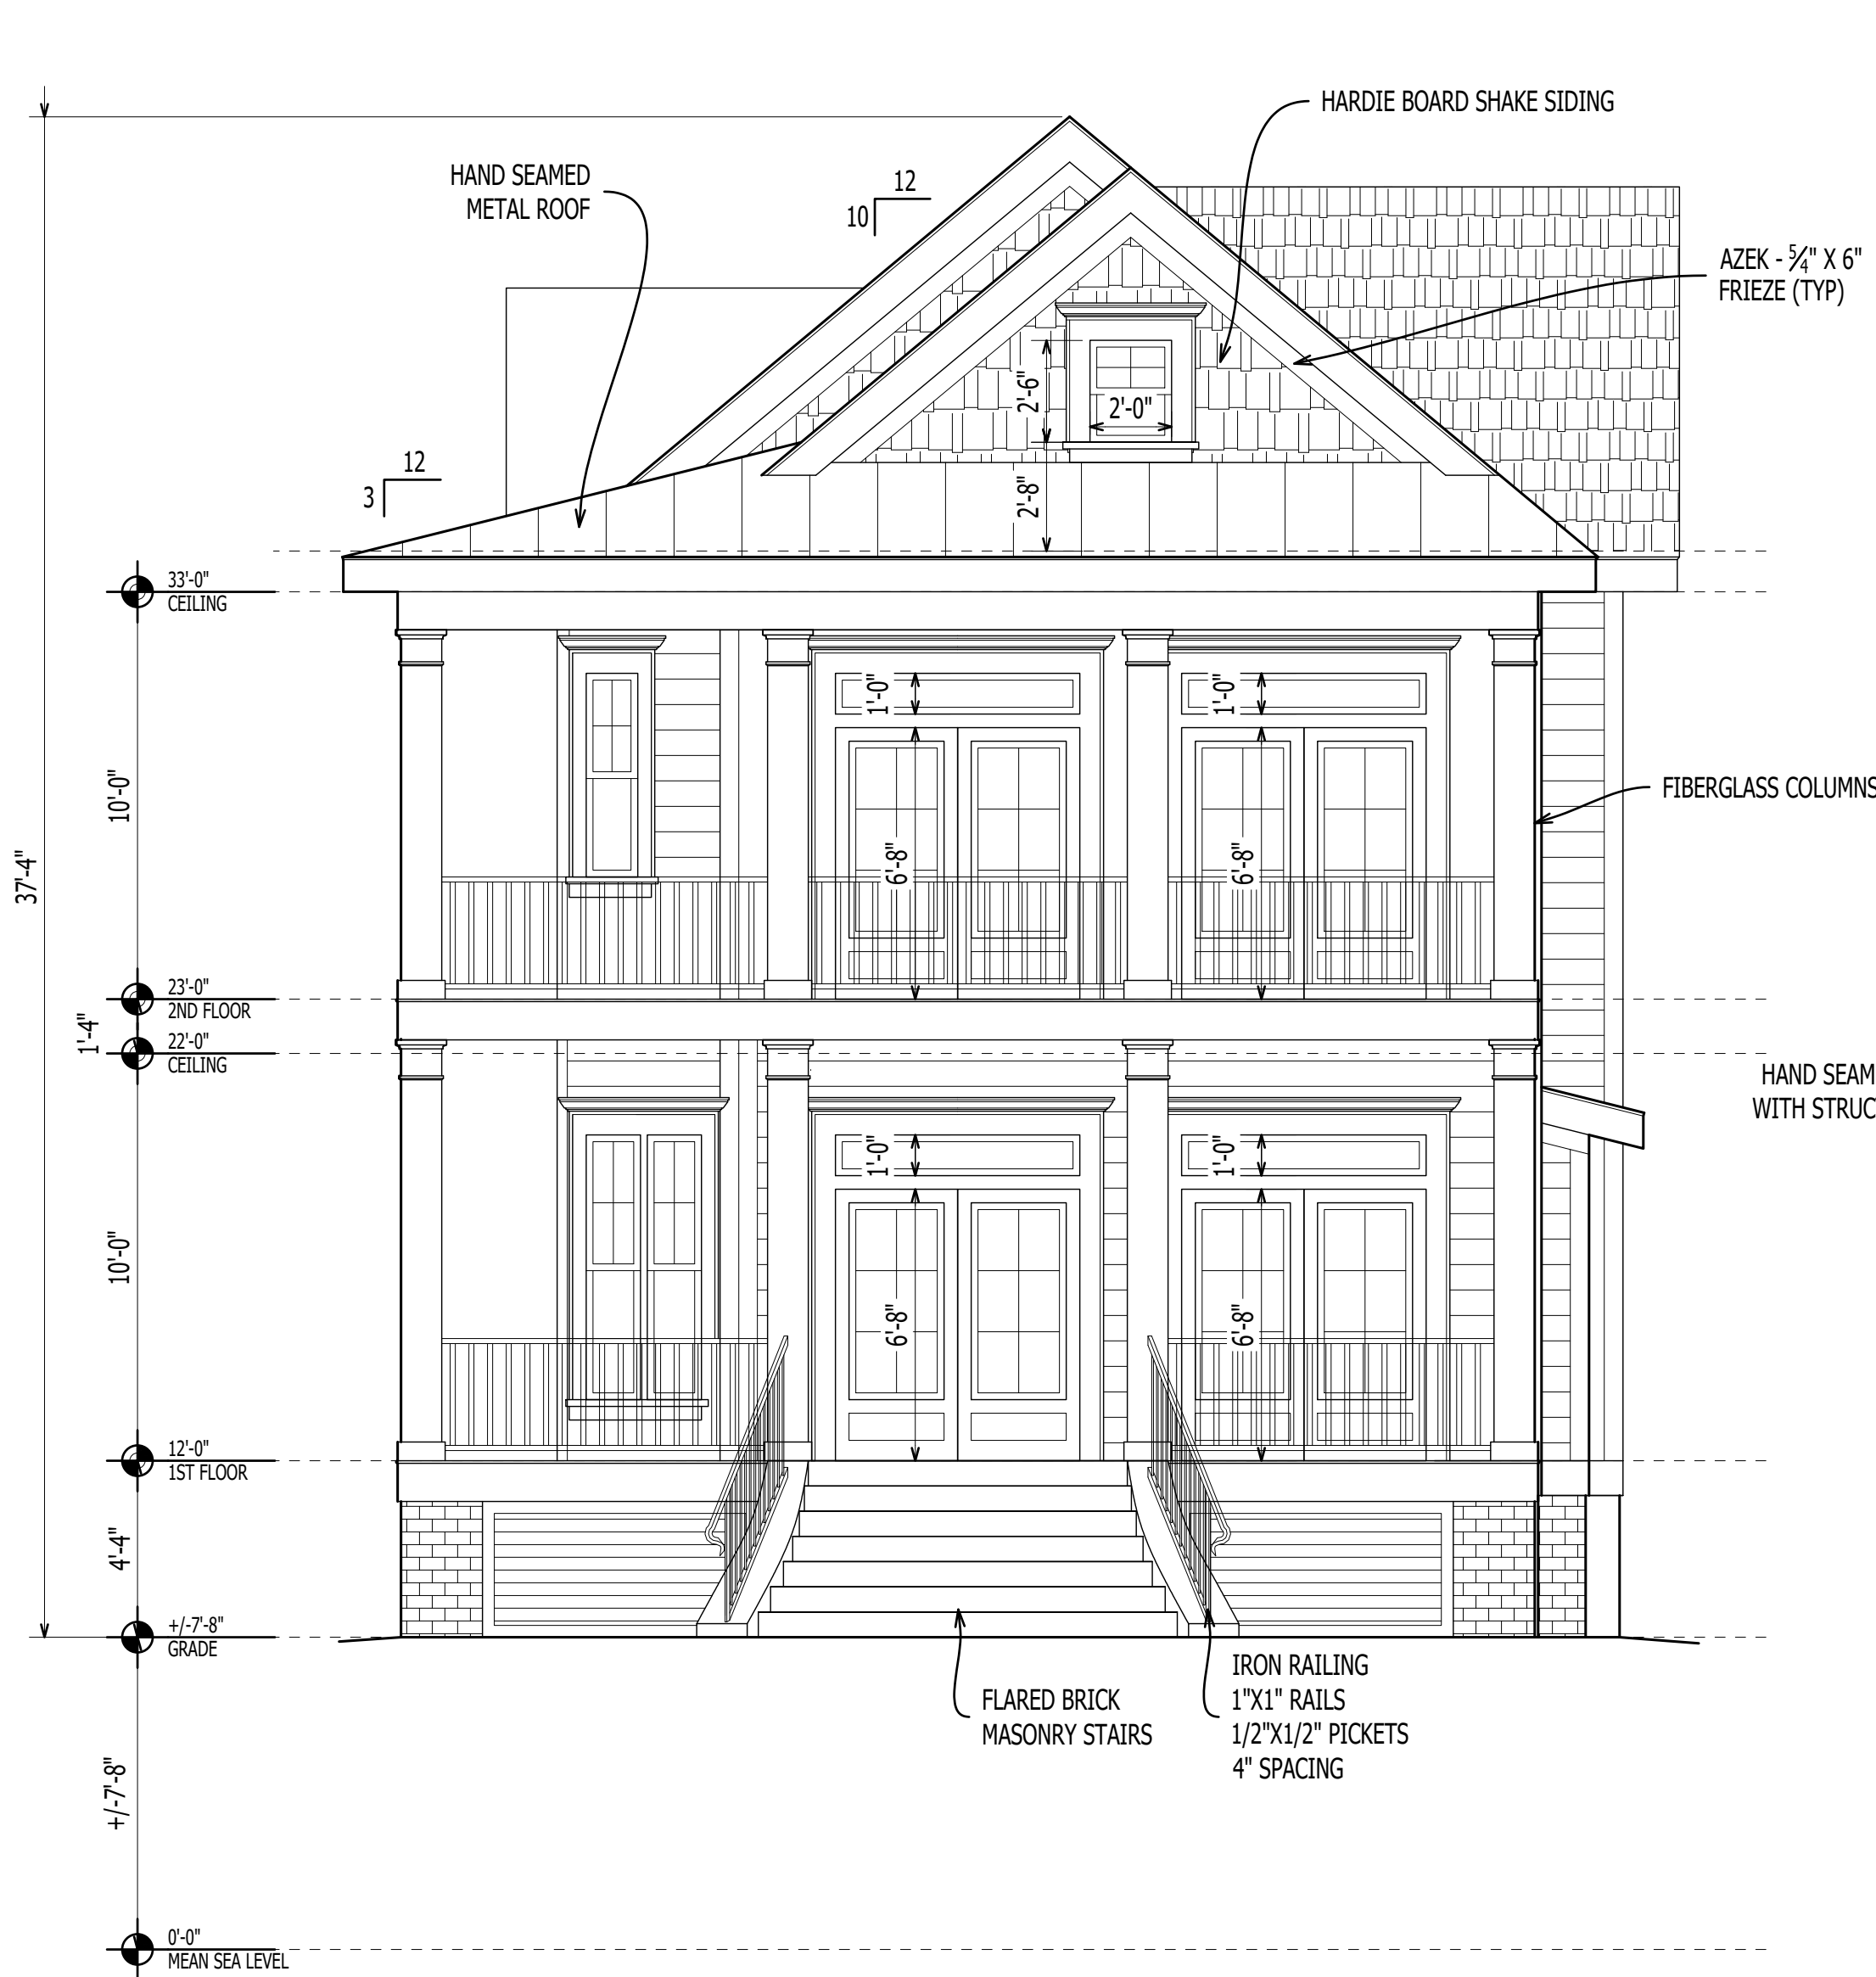 HARDIE BOARD SHAKE SIDING
HAND SEAMED
METAL ROOF
12
10
AZEK - 5/4" X 6"
FRIEZE (TYP)
2'-6"
2'-0"
12
3
2'-8"
33'-0"
CEILING
1'-0"
1'-0"
10'-0"
FIBERGLASS COLUMNS
37'-4"
6'-8"
6'-8"
23'-0"
2ND FLOOR
1'-4"
22'-0"
CEILING
HAND SEAM
WITH STRUC
1'-0"
1'-0"
10'-0"
6'-8"
6'-8"
12'-0"
1ST FLOOR
4'-4"
+/-7'-8"
GRADE
FLARED BRICK
MASONRY STAIRS
IRON RAILING
1"X1" RAILS
1/2"X1/2" PICKETS
4" SPACING
+/-7'-8"
0'-0"
MEAN SEA LEVEL